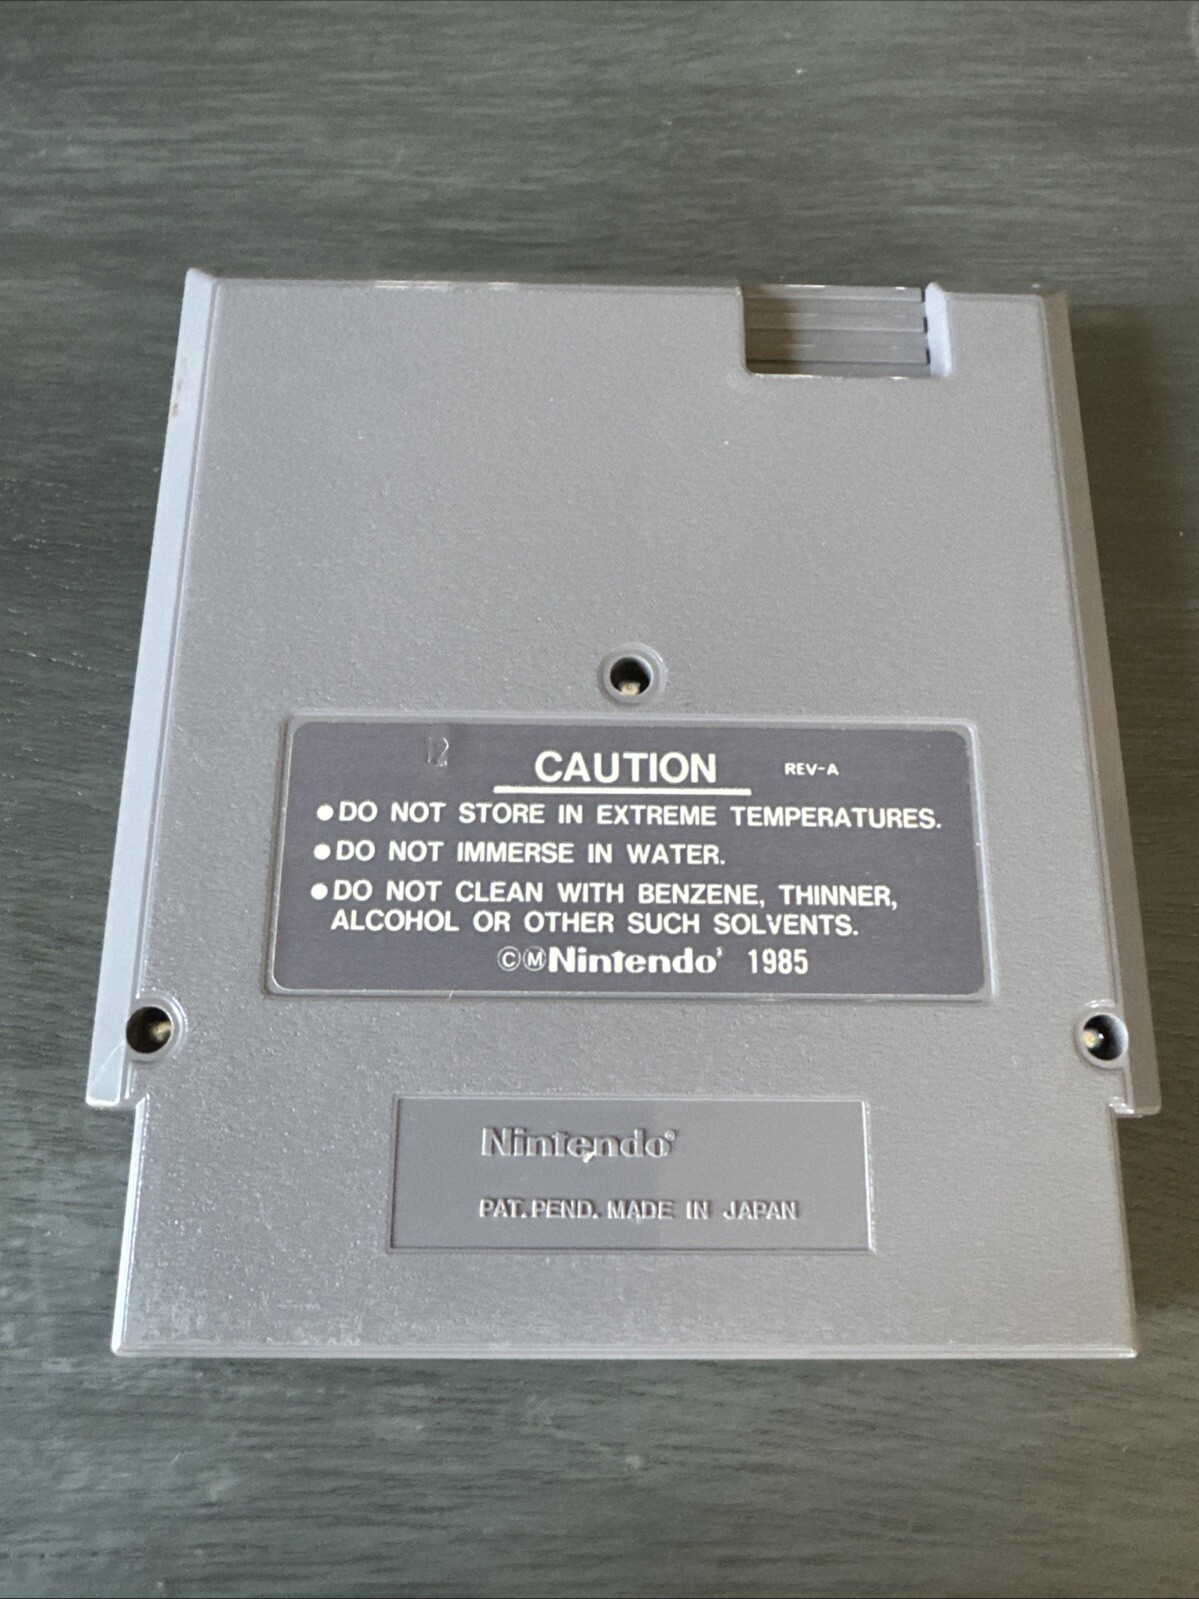 12
CAUTION REV-A
●DO NOT STORE IN EXTREME TEMPERATURES.
●DO NOT IMMERSE IN WATER.
●DO NOT CLEAN WITH BENZENE, THINNER,
ALCOHOL OR OTHER SUCH SOLVENTS.
©ⓂNintendo® 1985
Nintendo®
PAT. PEND. MADE IN JAPAN